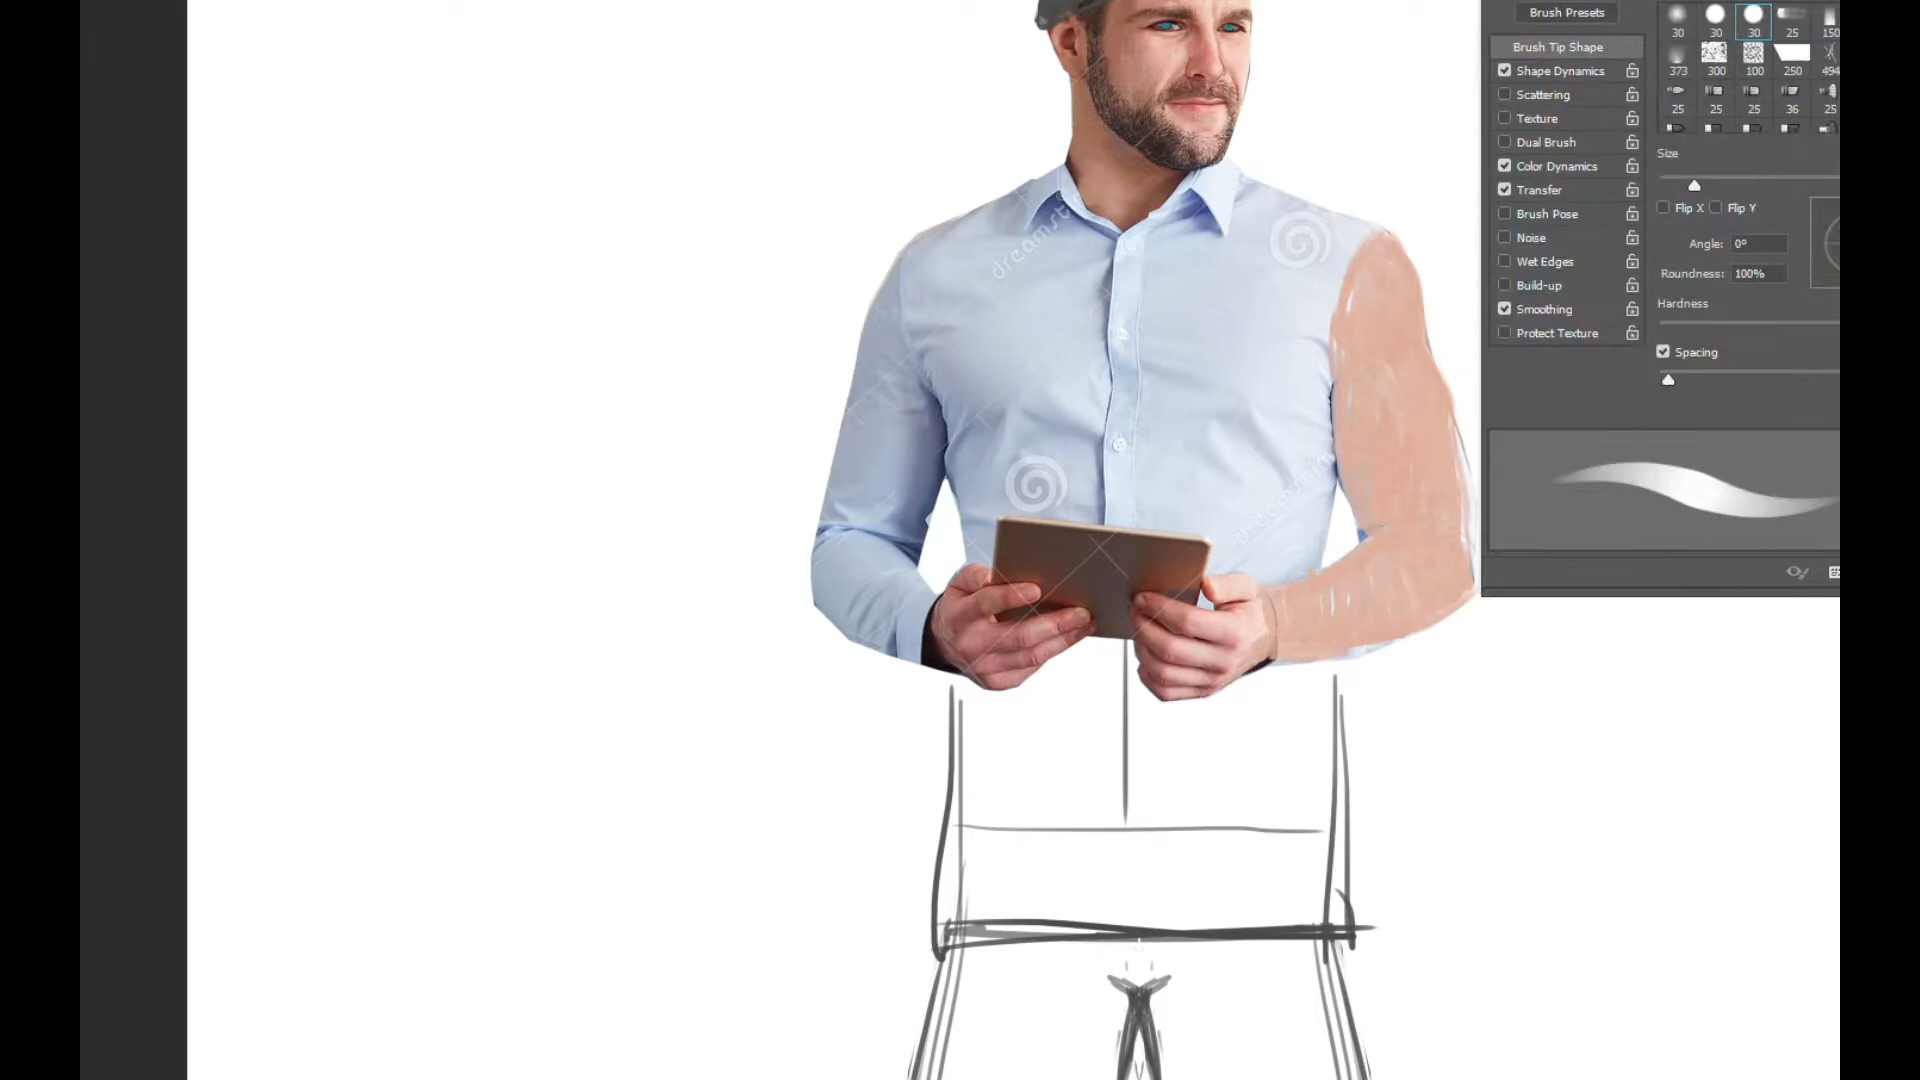 Brush Presets
30 30 30 25 150
373 300 100 250 494
25 25 25 36 25
Brush Tip Shape
Shape Dynamics
Scattering
Texture
Dual Brush
Color Dynamics
Transfer
Brush Pose
Noise
Wet Edges
Build-up
Smoothing
Protect Texture
Size
Flip X Flip Y
Angle: 0°
Roundness: 100%
Hardness
Spacing